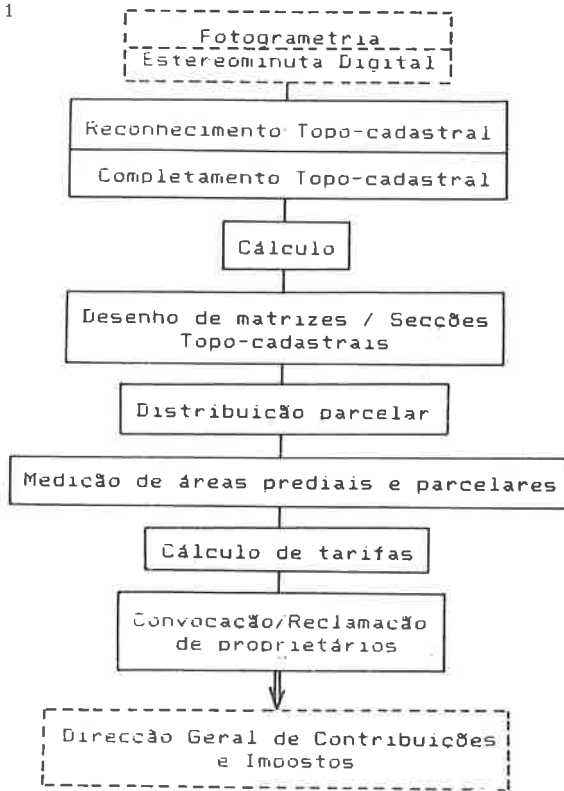 1
Fotogrametria
Estereominuta Digital
Reconhecimento Topo-cadastral
Completamento Topo-cadastral
Cálculo
Desenho de matrizes / Secções
Topo-cadastrais
Distribuição parcelar
Medição de áreas prediais e parcelares
Cálculo de tarifas
Convocação/Reclamação
de proprietários
Direcção Geral de Contribuições
e Impostos